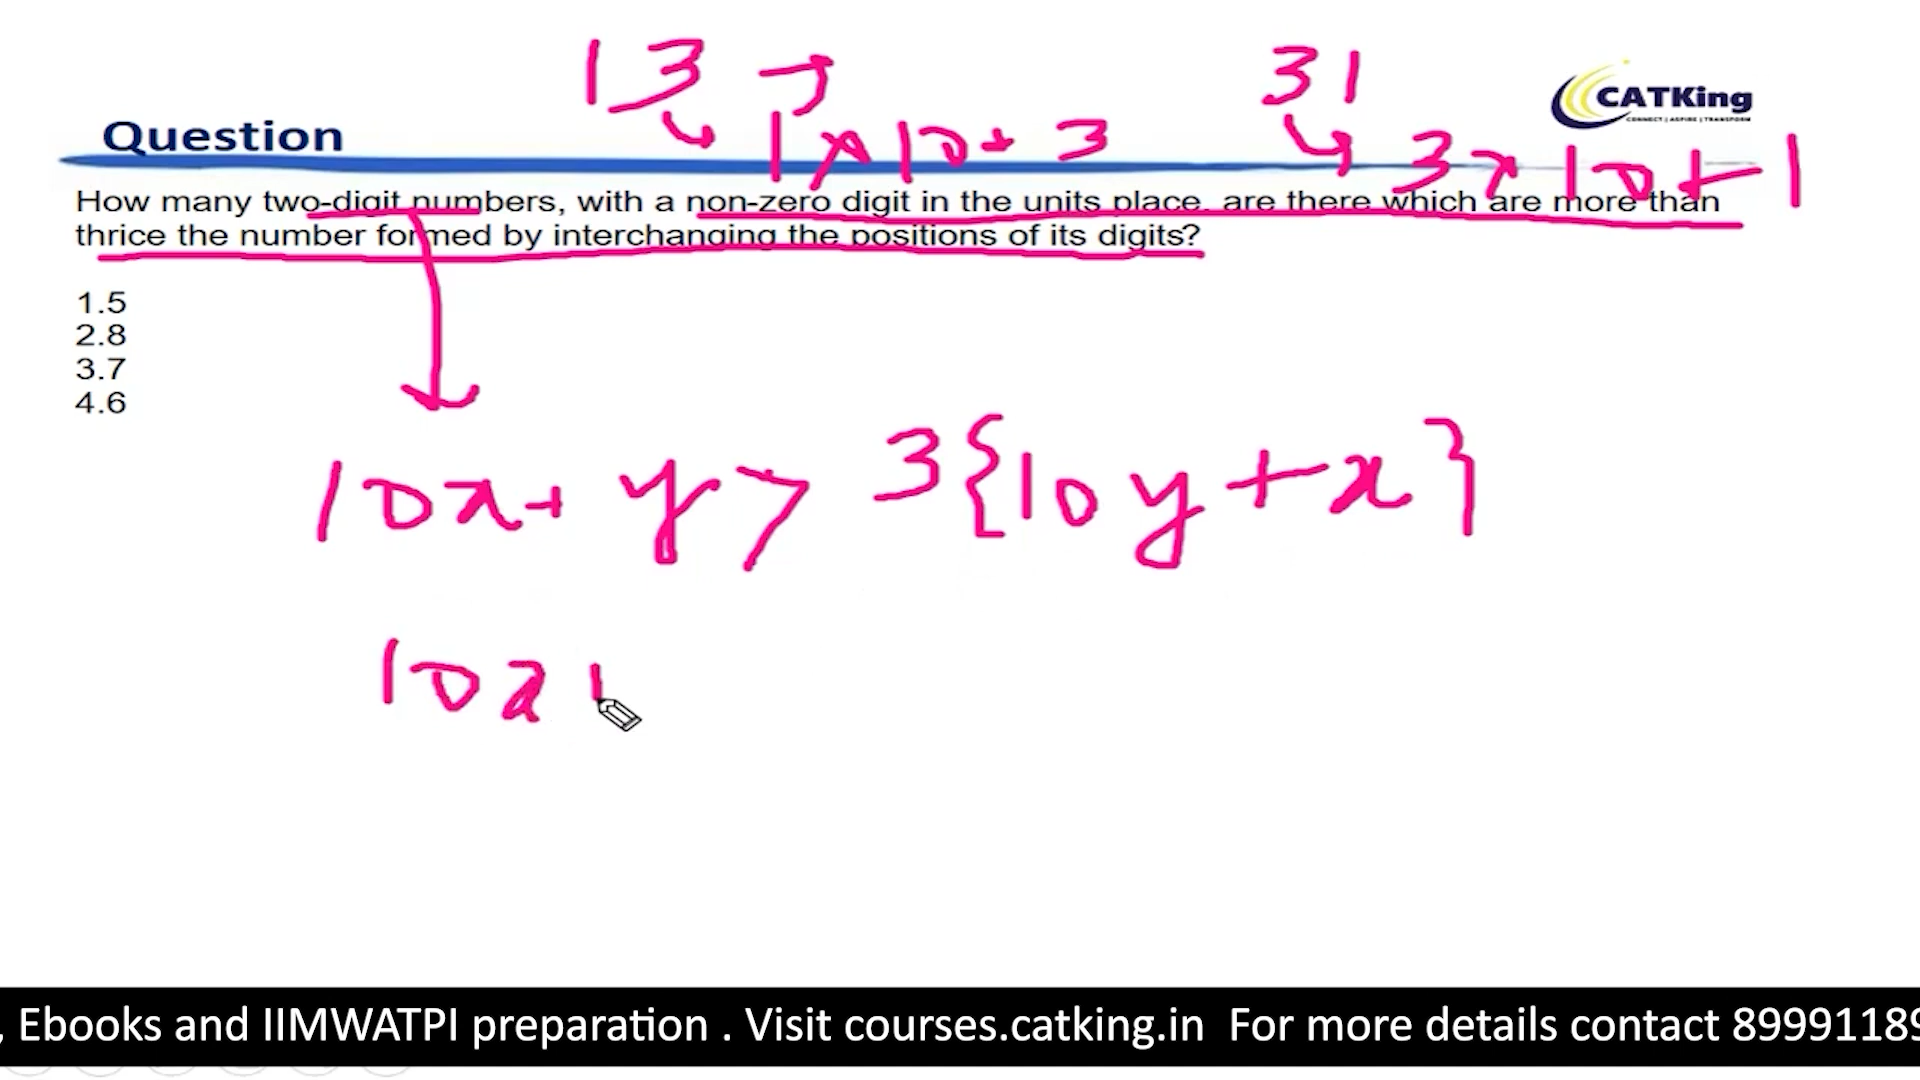 13 → 31
↳ 1 x 10 + 3 ↳ 3 x 10 + 1
CATKing
CONNECT | ASPIRE | TRANSFORM
Question
How many two-digit numbers, with a non-zero digit in the units place, are there which are more than
thrice the number formed by interchanging the positions of its digits?
1.5
2.8
3.7
4.6
10x + y > 3{10y + x}
10x
, Ebooks and IIMWATPI preparation . Visit courses.catking.in For more details contact 89991189